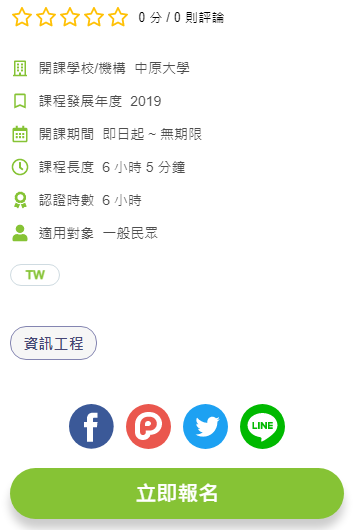 0 分 / 0 則評論
開課學校/機構 中原大學
課程發展年度 2019
開課期間 即日起 ~ 無期限
課程長度 6 小時 5 分鐘
認證時數 6 小時
適用對象 一般民眾
TW
資訊工程
LINE
立即報名